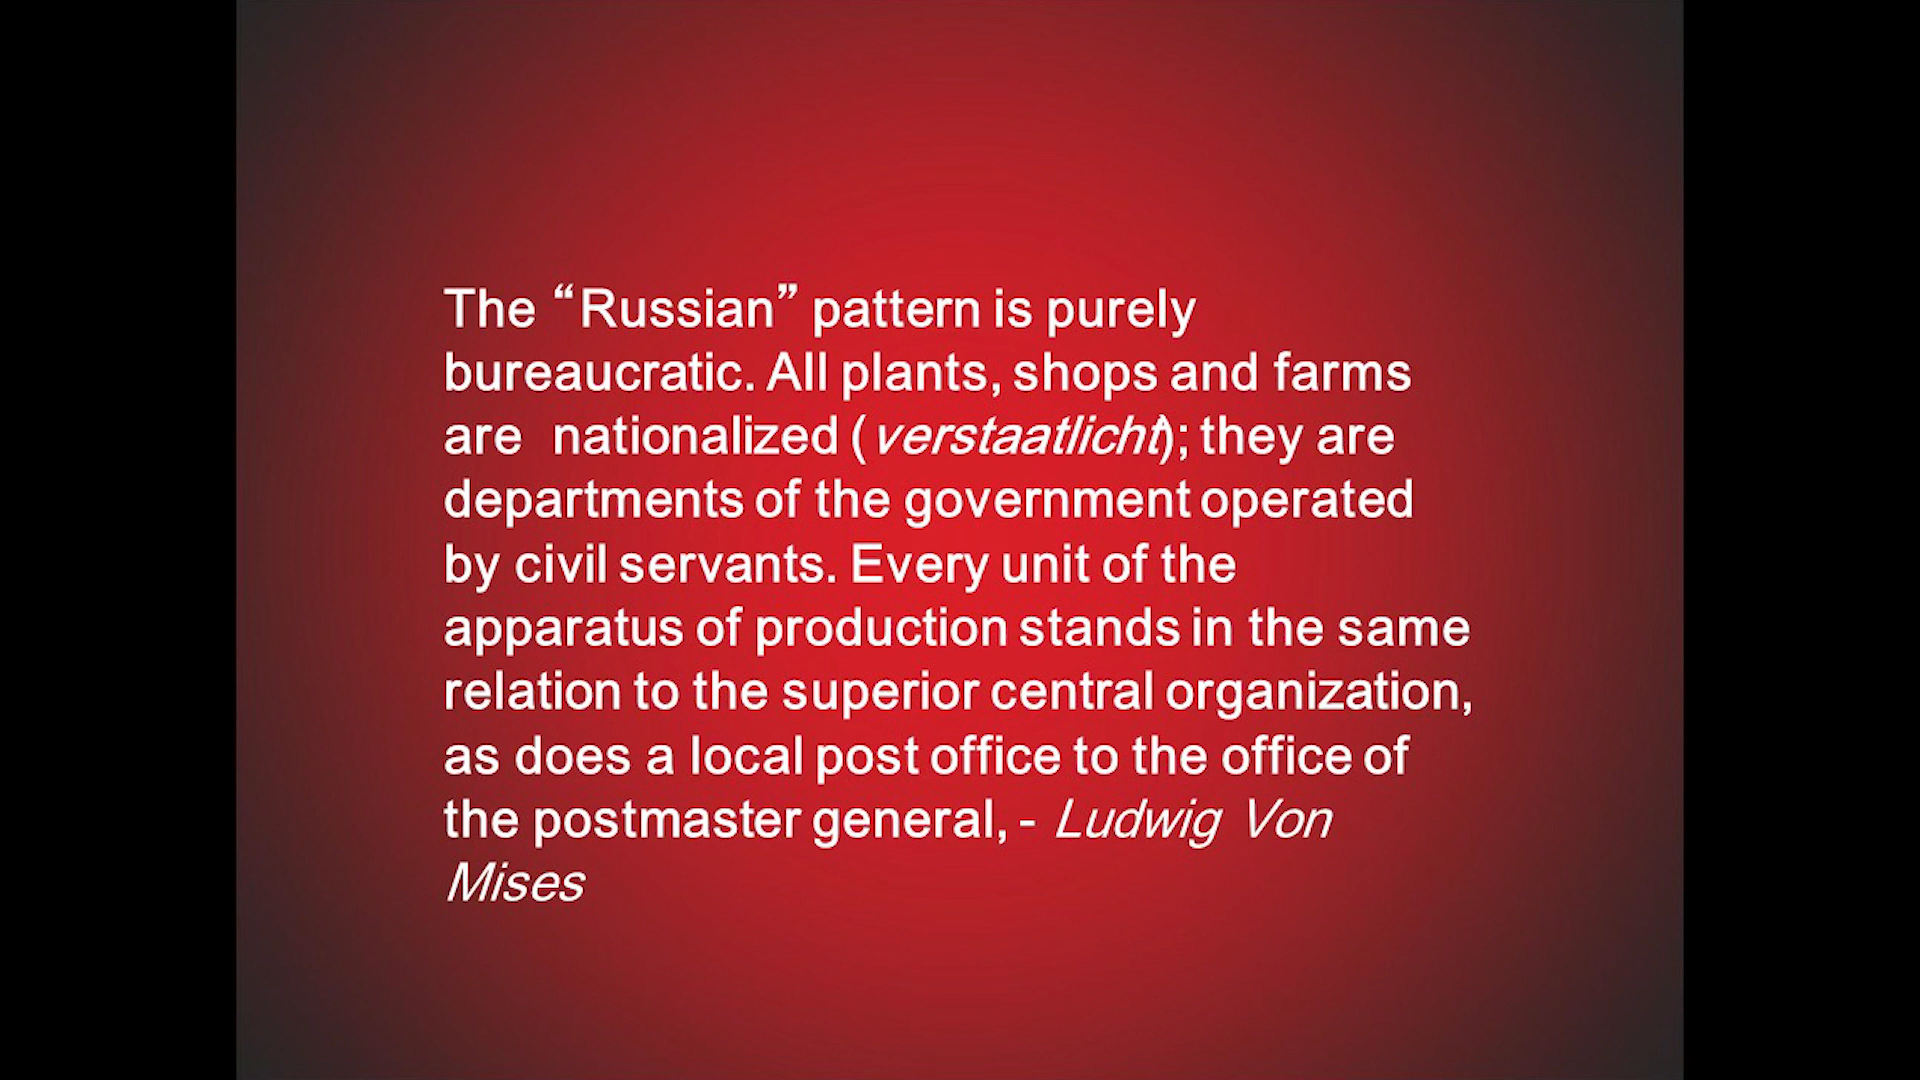 The “Russian” pattern is purely
bureaucratic. All plants, shops and farms
are nationalized (verstaatlicht); they are
departments of the government operated
by civil servants. Every unit of the
apparatus of production stands in the same
relation to the superior central organization,
as does a local post office to the office of
the postmaster general, - Ludwig Von
Mises